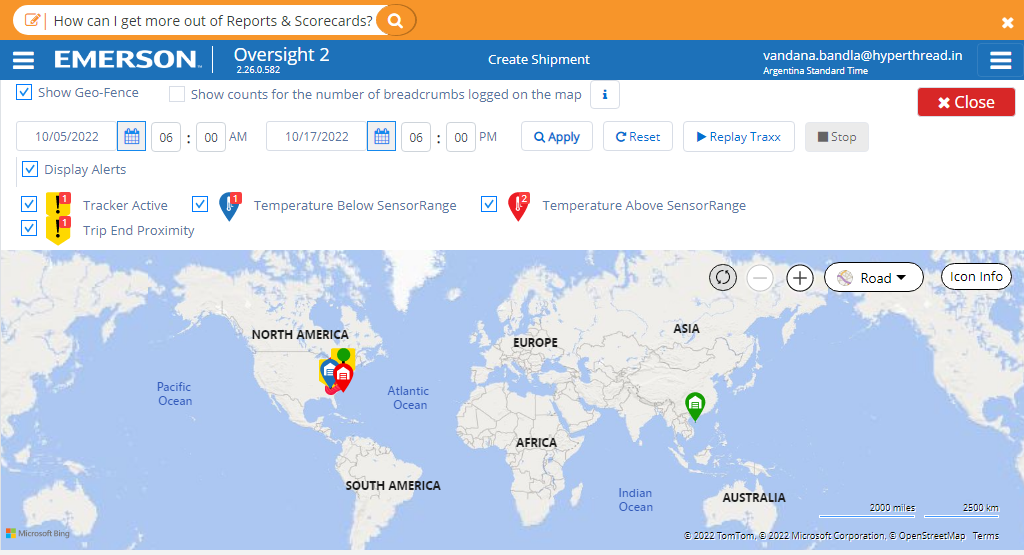 How can I get more out of Reports & Scorecards?
EMERSON
Oversight 2
2.26.0.582
Create Shipment
vandana.bandla@hyperthread.in
Argentina Standard Time
Show Geo-Fence
Show counts for the number of breadcrumbs logged on the map
i
Close
10/05/2022 06 : 00 AM 10/17/2022 06 : 00 PM Apply Reset Replay Traxx Stop
Display Alerts
1 Tracker Active 1 Temperature Below SensorRange 2 Temperature Above SensorRange
1 Trip End Proximity
Road
Icon Info
NORTH AMERICA
ASIA
EUROPE
Pacific
Ocean
Atlantic
Ocean
AFRICA
SOUTH AMERICA
Indian
Ocean
AUSTRALIA
2000 miles 2500 km
Microsoft Bing
© 2022 TomTom, © 2022 Microsoft Corporation, © OpenStreetMap Terms